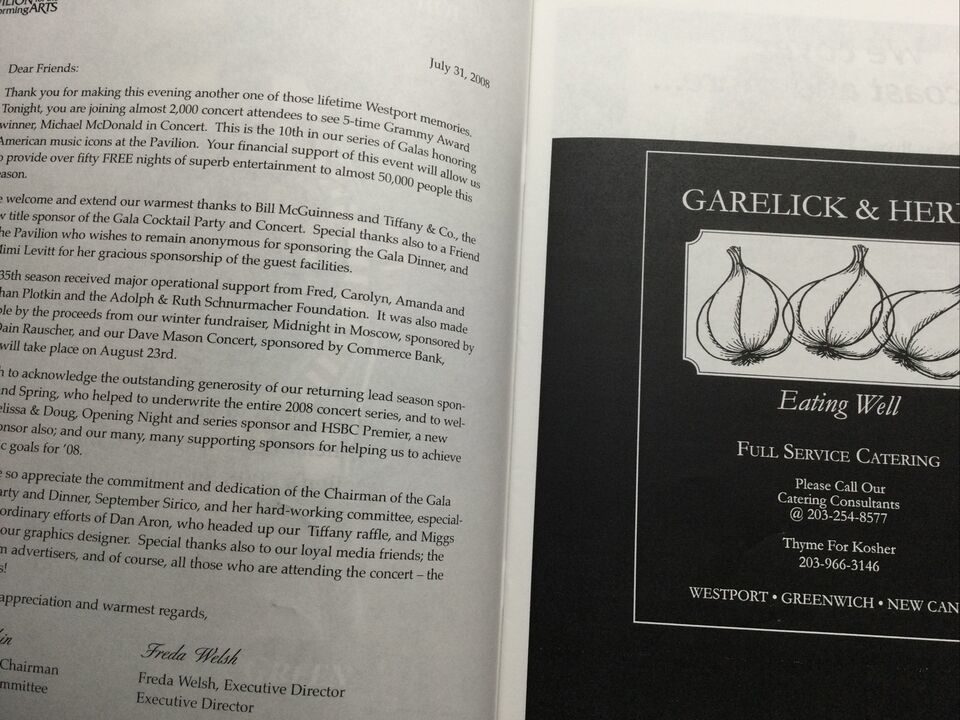 ormingARTS
July 31, 2008
Dear Friends:
Thank you for making this evening another one of those lifetime Westport memories.
Tonight, you are joining almost 2,000 concert attendees to see 5-time Grammy Award
winner, Michael McDonald in Concert. This is the 10th in our series of Galas honoring
American music icons at the Pavilion. Your financial support of this event will allow us
o provide over fifty FREE nights of superb entertainment to almost 50,000 people this
eason.
e welcome and extend our warmest thanks to Bill McGuinness and Tiffany & Co., the
w title sponsor of the Gala Cocktail Party and Concert. Special thanks also to a Friend
he Pavilion who wishes to remain anonymous for sponsoring the Gala Dinner, and
Mimi Levitt for her gracious sponsorship of the guest facilities.
35th season received major operational support from Fred, Carolyn, Amanda and
han Plotkin and the Adolph & Ruth Schnurmacher Foundation. It was also made
ble by the proceeds from our winter fundraiser, Midnight in Moscow, sponsored by
Dain Rauscher, and our Dave Mason Concert, sponsored by Commerce Bank,
will take place on August 23rd.
h to acknowledge the outstanding generosity of our returning lead season spon-
nd Spring, who helped to underwrite the entire 2008 concert series, and to wel-
elissa & Doug, Opening Night and series sponsor and HSBC Premier, a new
onsor also; and our many, many supporting sponsors for helping us to achieve
c goals for '08.
e so appreciate the commitment and dedication of the Chairman of the Gala
arty and Dinner, September Sirico, and her hard-working committee, especial-
ordinary efforts of Dan Aron, who headed up our Tiffany raffle, and Miggs
our graphics designer. Special thanks also to our loyal media friends; the
m advertisers, and of course, all those who are attending the concert – the
s!
appreciation and warmest regards,
in
Freda Welsh
Chairman
Freda Welsh, Executive Director
mmittee
Executive Director
GARELICK & HER
Eating Well
FULL SERVICE CATERING
Please Call Our
Catering Consultants
@ 203-254-8577
Thyme For Kosher
203-966-3146
WESTPORT • GREENWICH • NEW CAN